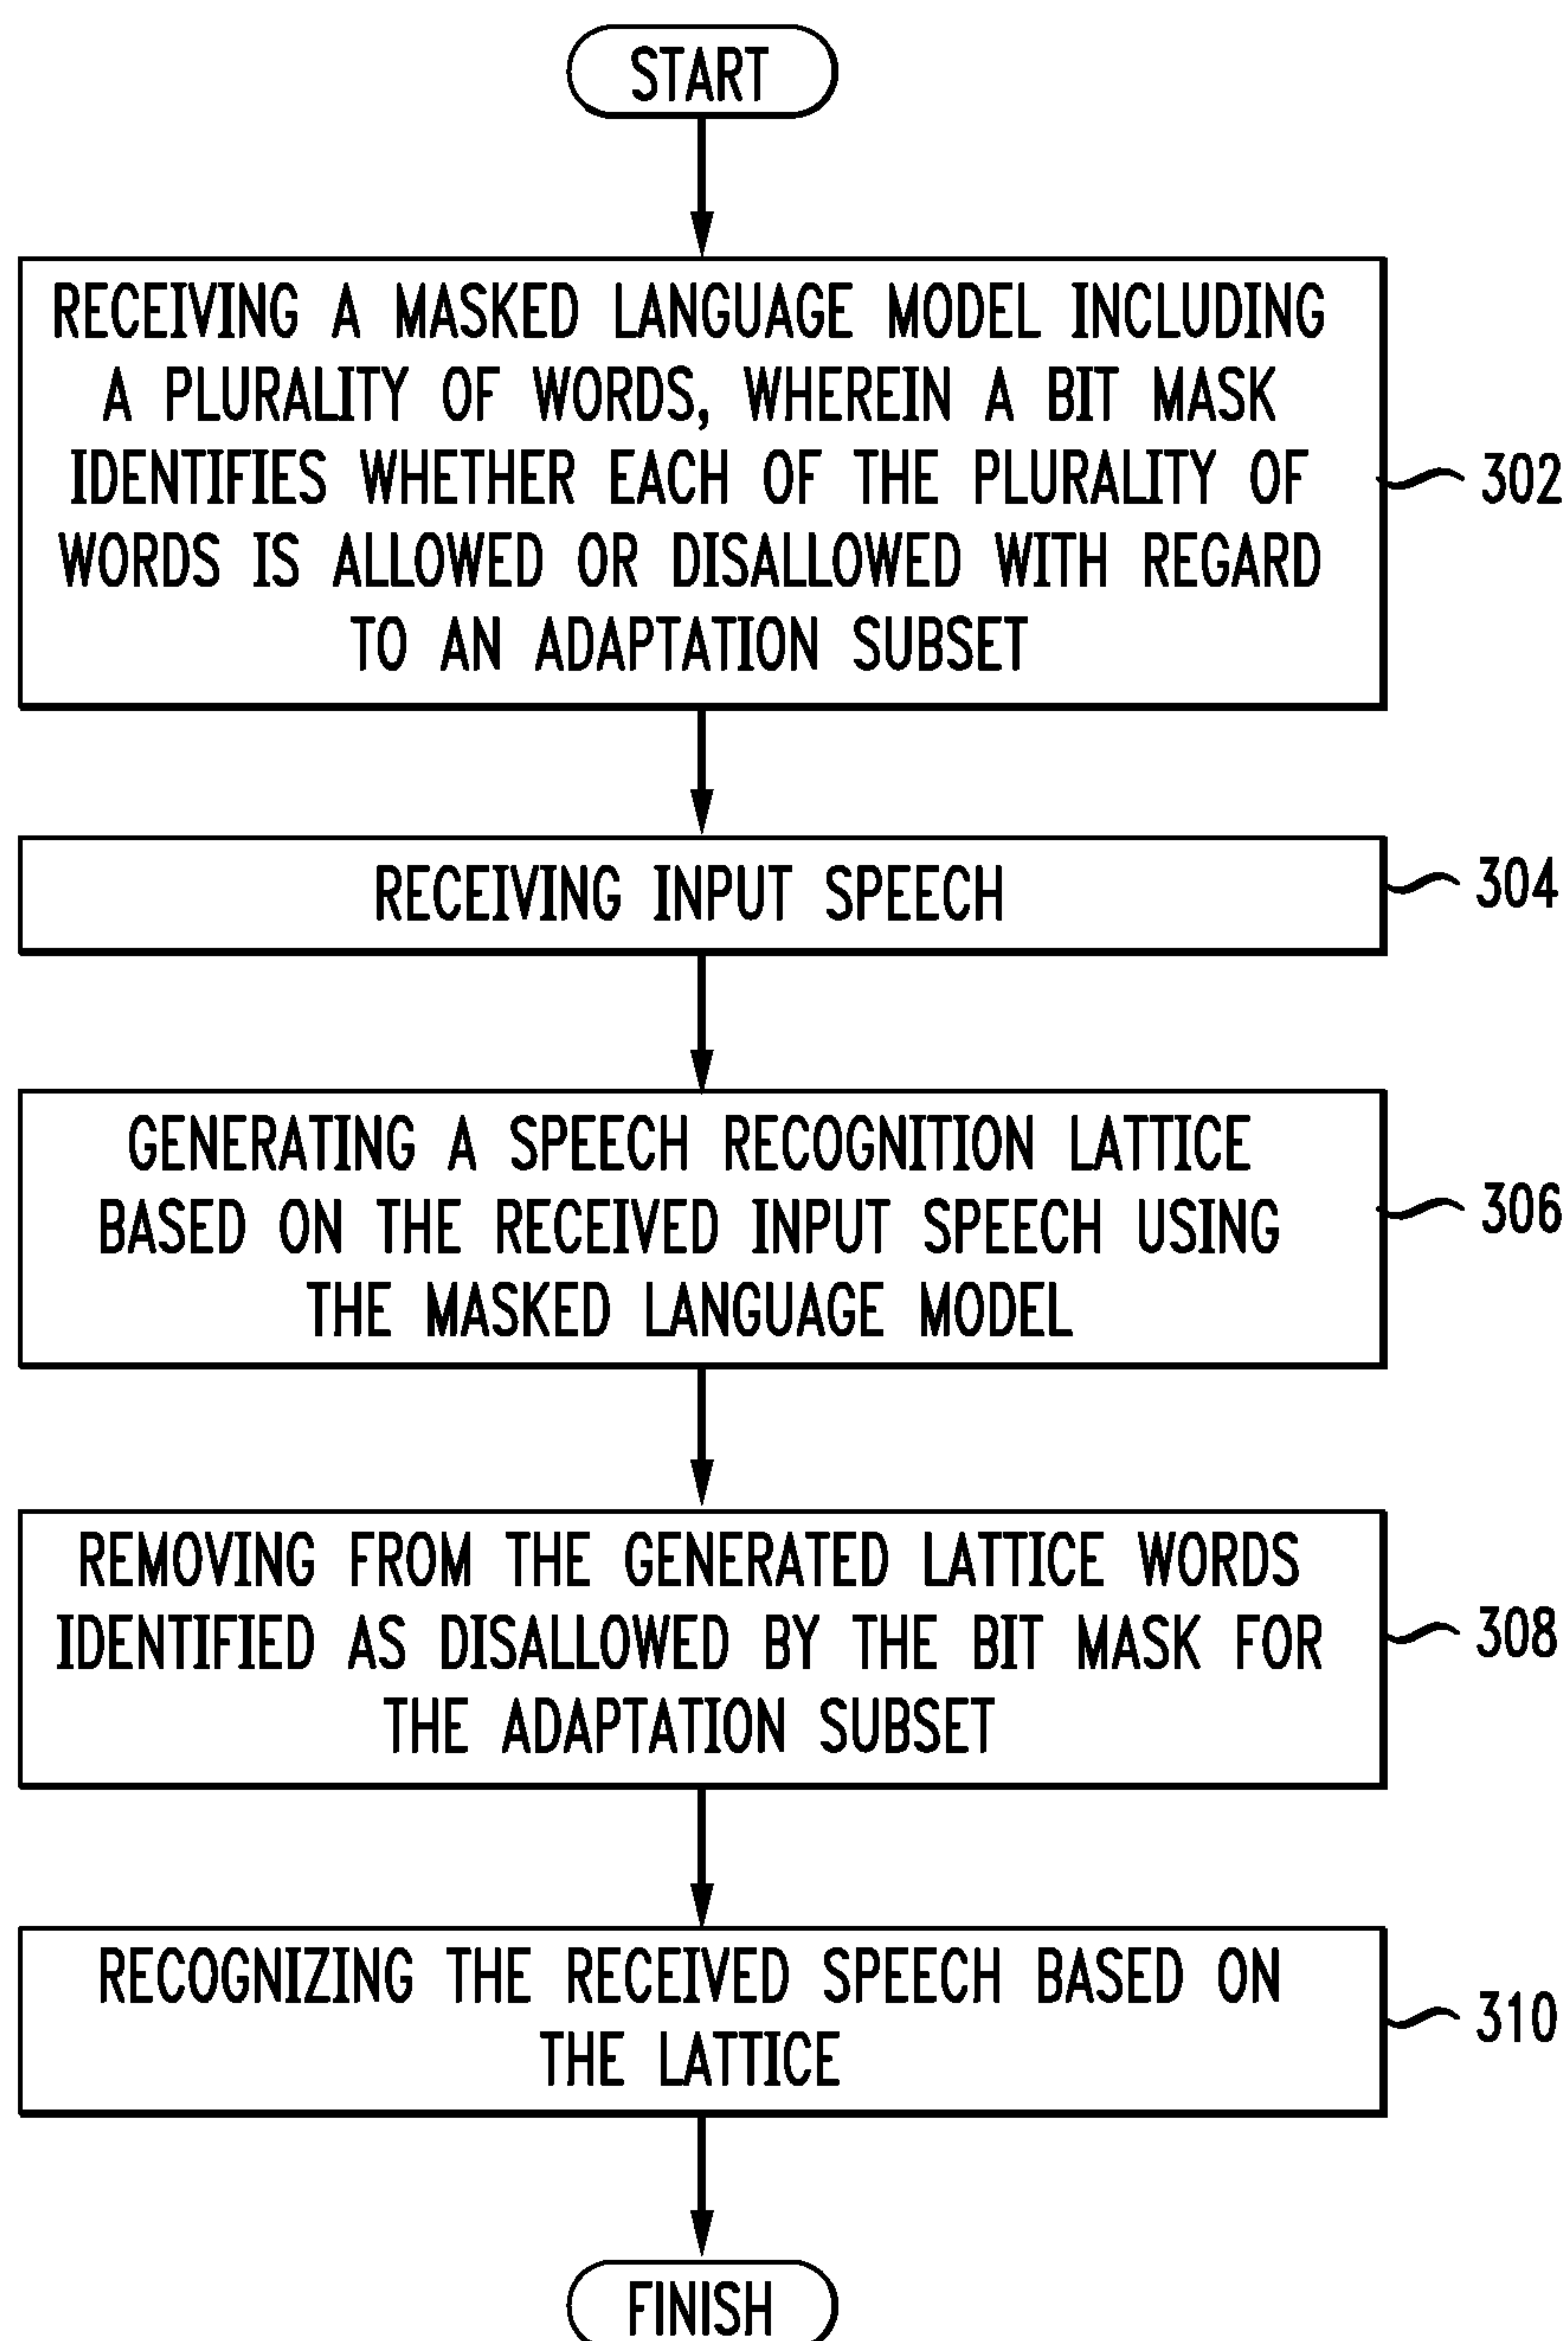 START
RECEIVING A MASKED LANGUAGE MODEL INCLUDING
A PLURALITY OF WORDS, WHEREIN A BIT MASK
IDENTIFIES WHETHER EACH OF THE PLURALITY OF
WORDS IS ALLOWED OR DISALLOWED WITH REGARD
TO AN ADAPTATION SUBSET
302
RECEIVING INPUT SPEECH
304
GENERATING A SPEECH RECOGNITION LATTICE
BASED ON THE RECEIVED INPUT SPEECH USING
THE MASKED LANGUAGE MODEL
306
REMOVING FROM THE GENERATED LATTICE WORDS
IDENTIFIED AS DISALLOWED BY THE BIT MASK FOR
THE ADAPTATION SUBSET
308
RECOGNIZING THE RECEIVED SPEECH BASED ON
THE LATTICE
310
FINISH